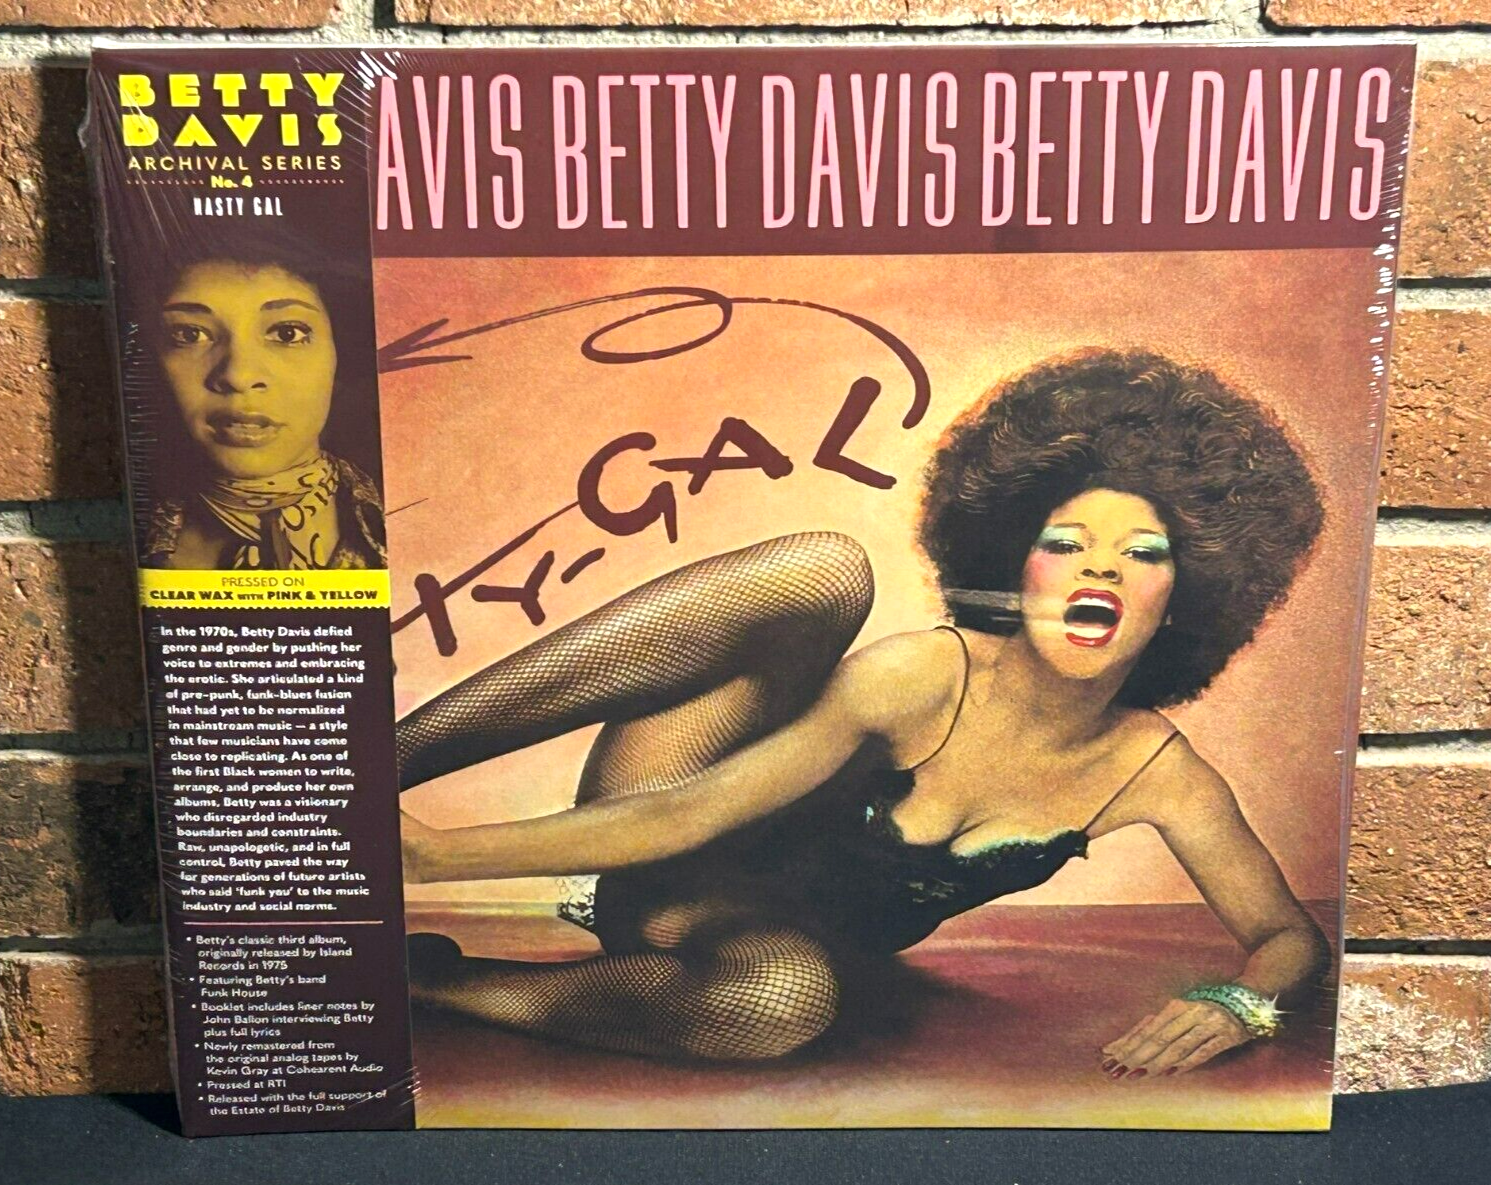 BETTY
DAVIS
ARCHIVAL SERIES
No. 4
NASTY GAL
PRESSED ON
CLEAR WAX WITH PINK & YELLOW
In the 1970s, Betty Davis defied
genre and gender by pushing her
voice to extremes and embracing
the erotic. She articulated a kind
of pre-punk, funk-blues fusion
that had yet to be normalized
in mainstream music — a style
that few musicians have come
close to replicating. As one of
the first Black women to write,
arrange, and produce her own
albums, Betty was a visionary
who disregarded industry
boundaries and constraints.
Raw, unapologetic, and in full
control, Betty paved the way
for generations of future artists
who said 'funk you' to the music
industry and social norms.
• Betty's classic third album,
originally released by Island
Records in 1975
• Featuring Betty's band
Funk House
• Booklet includes liner notes by
John Ballon interviewing Betty
plus full lyrics
• Newly remastered from
the original analog tapes by
Kevin Gray at Cohearent Audio
• Pressed at RTI
• Released with the full support of
the Estate of Betty Davis
AVIS BETTY DAVIS BETTY DAVIS
TY-GAL